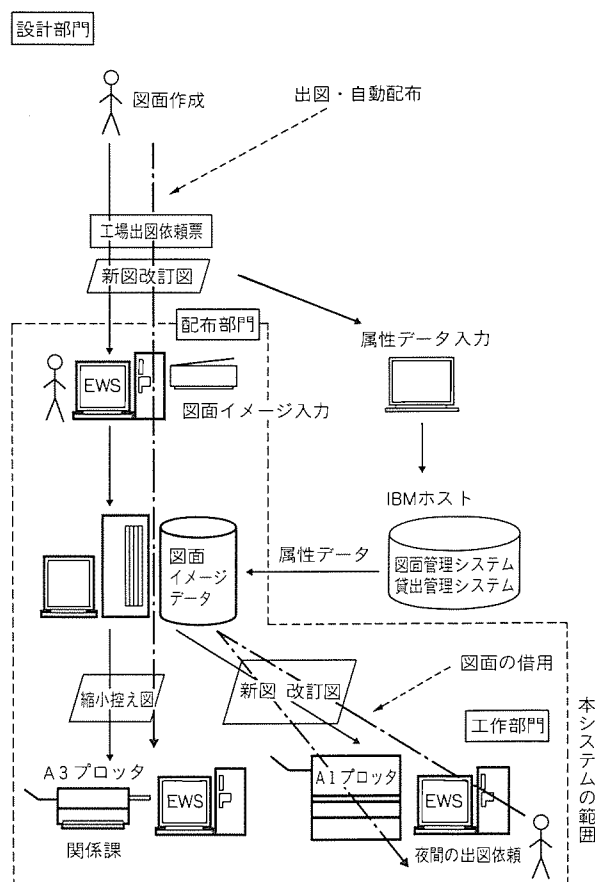 設計部門
図面作成
出図・自動配布
工場出図依頼票
新図改訂図
配布部門
属性データ入力
EWS
図面イメージ入力
IBMホスト
図面
イメージ
データ
属性データ
図面管理システム
貸出管理システム
縮小控え図
新図 改訂図
図面の借用
工作部門
本システムの範囲
A3プロッタ
EWS
A1プロッタ
EWS
関係課
夜間の出図依頼